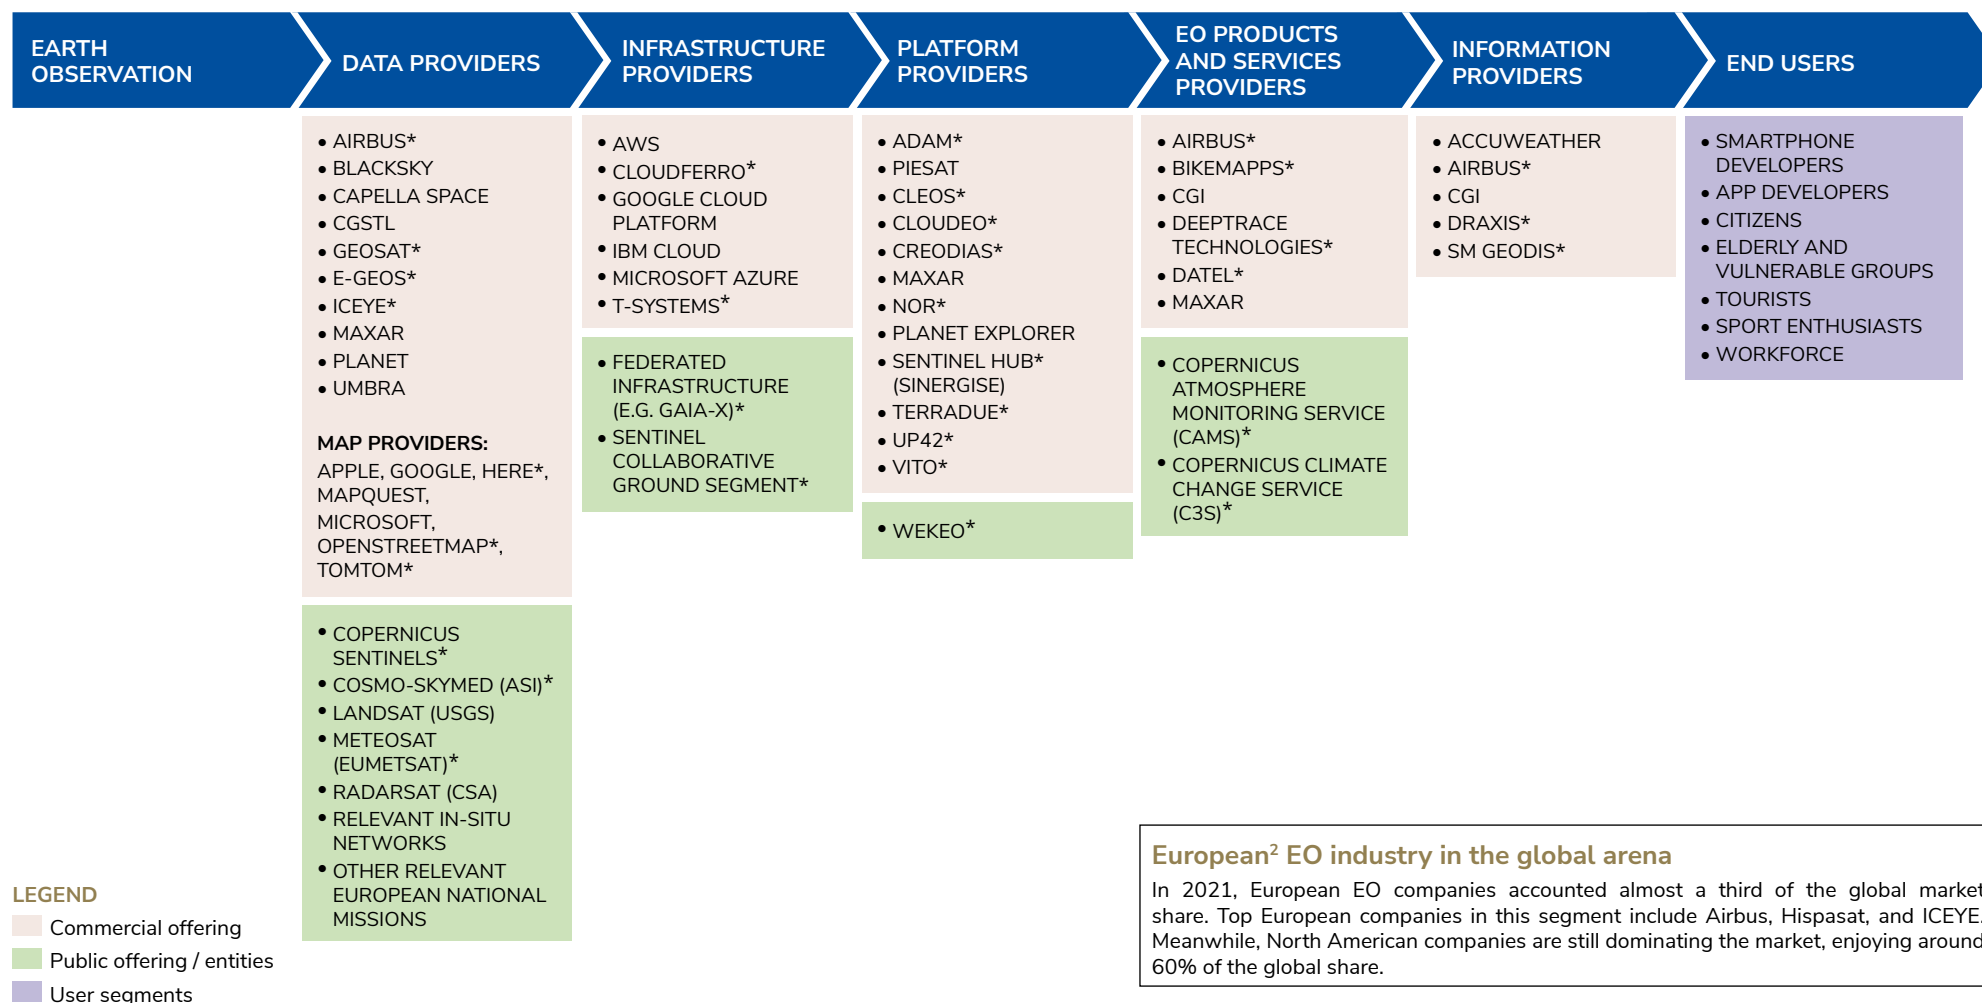 EARTH
OBSERVATION
DATA PROVIDERS
INFRASTRUCTURE
PROVIDERS
PLATFORM
PROVIDERS
EO PRODUCTS
AND SERVICES
PROVIDERS
INFORMATION
PROVIDERS
END USERS
• AIRBUS*
• BLACKSKY
• CAPELLA SPACE
• CGSTL
• GEOSAT*
• E-GEOS*
• ICEYE*
• MAXAR
• PLANET
• UMBRA
MAP PROVIDERS:
APPLE, GOOGLE, HERE*,
MAPQUEST,
MICROSOFT,
OPENSTREETMAP*,
TOMTOM*
• COPERNICUS
SENTINELS*
• COSMO-SKYMED (ASI)*
• LANDSAT (USGS)
• METEOSAT
(EUMETSAT)*
• RADARSAT (CSA)
• RELEVANT IN-SITU
NETWORKS
• OTHER RELEVANT
EUROPEAN NATIONAL
MISSIONS
• AWS
• CLOUDFERRO*
• GOOGLE CLOUD
PLATFORM
• IBM CLOUD
• MICROSOFT AZURE
• T-SYSTEMS*
• FEDERATED
INFRASTRUCTURE
(E.G. GAIA-X)*
• SENTINEL
COLLABORATIVE
GROUND SEGMENT*
• ADAM*
• PIESAT
• CLEOS*
• CLOUDEO*
• CREODIAS*
• MAXAR
• NOR*
• PLANET EXPLORER
• SENTINEL HUB*
(SINERGISE)
• TERRADUE*
• UP42*
• VITO*
• WEKEO*
• AIRBUS*
• BIKEMAPPS*
• CGI
• DEEPTRACE
TECHNOLOGIES*
• DATEL*
• MAXAR
• COPERNICUS
ATMOSPHERE
MONITORING SERVICE
(CAMS)*
• COPERNICUS CLIMATE
CHANGE SERVICE
(C3S)*
• ACCUWEATHER
• AIRBUS*
• CGI
• DRAXIS*
• SM GEODIS*
• SMARTPHONE
DEVELOPERS
• APP DEVELOPERS
• CITIZENS
• ELDERLY AND
VULNERABLE GROUPS
• TOURISTS
• SPORT ENTHUSIASTS
• WORKFORCE
LEGEND
Commercial offering
Public offering / entities
User segments
European² EO industry in the global arena
In 2021, European EO companies accounted almost a third of the global market
share. Top European companies in this segment include Airbus, Hispasat, and ICEYE.
Meanwhile, North American companies are still dominating the market, enjoying around
60% of the global share.